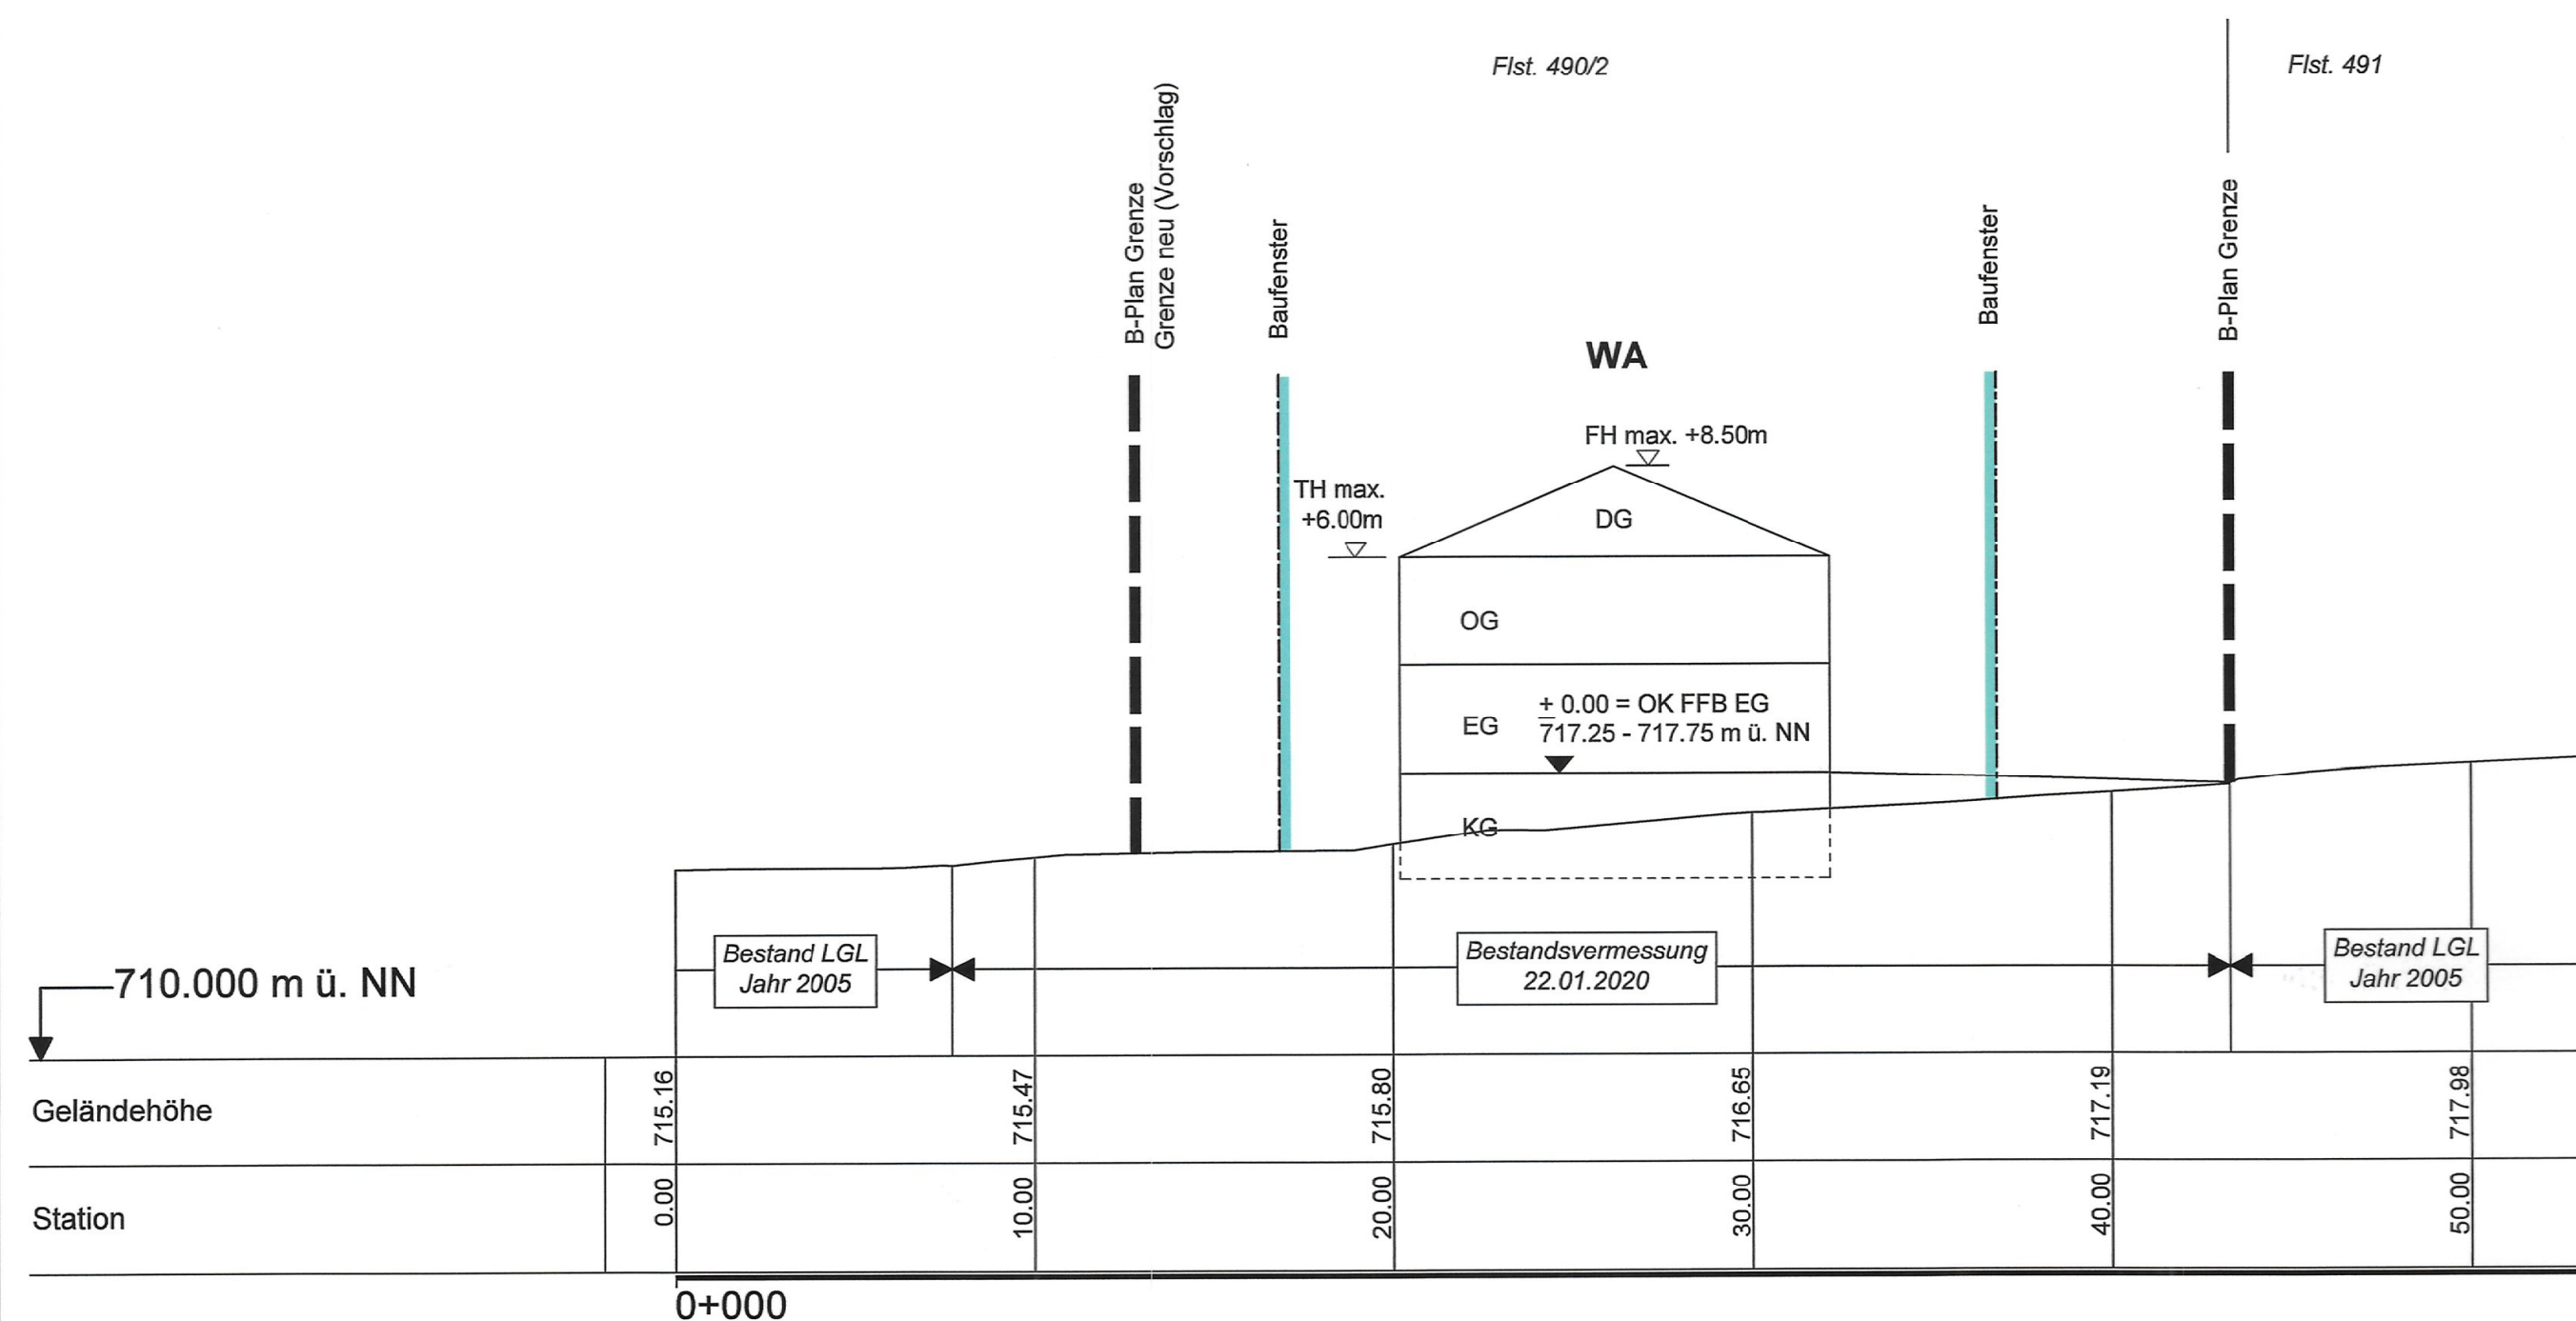 Flst. 490/2
Flst. 491
B-Plan Grenze
Grenze neu (Vorschlag)
Baufenster
Baufenster
B-Plan Grenze
WA
FH max. +8.50m
TH max.
+6.00m
DG
OG
EG
± 0.00 = OK FFB EG
717.25 - 717.75 m ü. NN
KG
Bestand LGL
Jahr 2005
Bestandsvermessung
22.01.2020
Bestand LGL
Jahr 2005
710.000 m ü. NN
Geländehöhe
715.16
715.47
715.80
716.65
717.19
717.98
Station
0.00
10.00
20.00
30.00
40.00
50.00
0+000